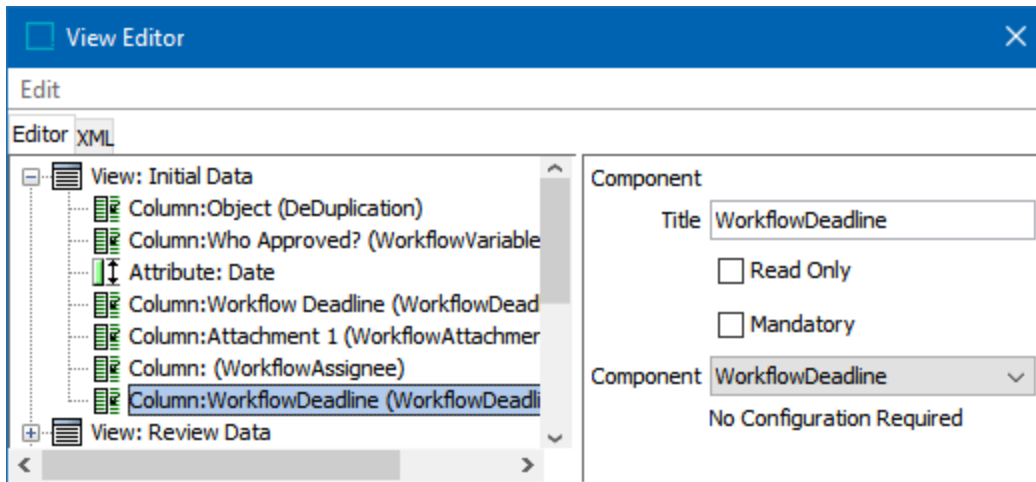 View Editor
Edit
Editor XML
View: Initial Data
Column:Object (DeDuplication)
Column:Who Approved? (WorkflowVariable
Attribute: Date
Column:Workflow Deadline (WorkflowDeadl
Column:Attachment 1 (WorkflowAttachmer
Column: (WorkflowAssignee)
Column:WorkflowDeadline (WorkflowDeadli
View: Review Data
Component
Title WorkflowDeadline
Read Only
Mandatory
Component WorkflowDeadline
No Configuration Required